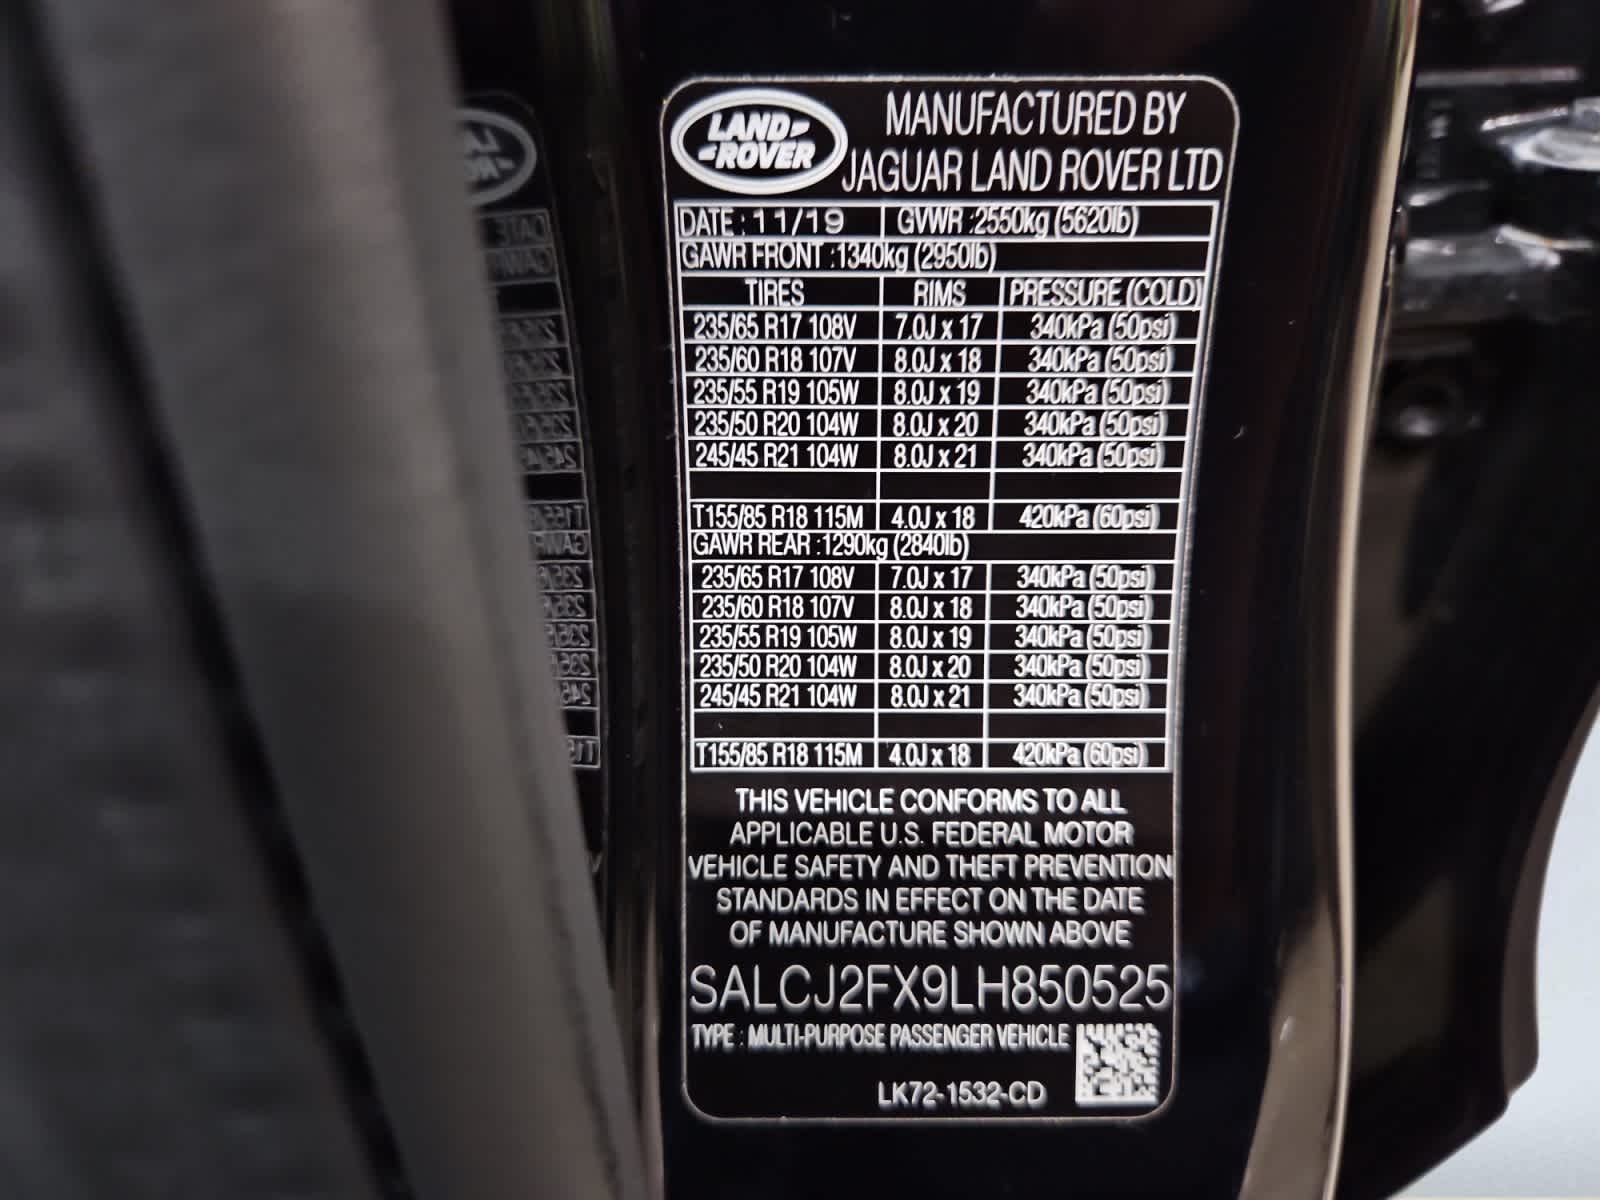 LAND
ROVER
MANUFACTURED BY
JAGUAR LAND ROVER LTD
DATE: 11/19 GVWR :2550kg (5620lb)
GAWR FRONT :1340kg (2950lb)
TIRES RIMS PRESSURE (COLD)
235/65 R17 108V 7.0J x 17 340kPa (50psi)
235/60 R18 107V 8.0J x 18 340kPa (50psi)
235/55 R19 105W 8.0J x 19 340kPa (50psi)
235/50 R20 104W 8.0J x 20 340kPa (50psi)
245/45 R21 104W 8.0J x 21 340kPa (50psi)
T155/85 R18 115M 4.0J x 18 420kPa (60psi)
GAWR REAR :1290kg (2840lb)
235/65 R17 108V 7.0J x 17 340kPa (50psi)
235/60 R18 107V 8.0J x 18 340kPa (50psi)
235/55 R19 105W 8.0J x 19 340kPa (50psi)
235/50 R20 104W 8.0J x 20 340kPa (50psi)
245/45 R21 104W 8.0J x 21 340kPa (50psi)
T155/85 R18 115M 4.0J x 18 420kPa (60psi)
THIS VEHICLE CONFORMS TO ALL
APPLICABLE U.S. FEDERAL MOTOR
VEHICLE SAFETY AND THEFT PREVENTION
STANDARDS IN EFFECT ON THE DATE
OF MANUFACTURE SHOWN ABOVE
SALCJ2FX9LH850525
TYPE : MULTI-PURPOSE PASSENGER VEHICLE
LK72-1532-CD